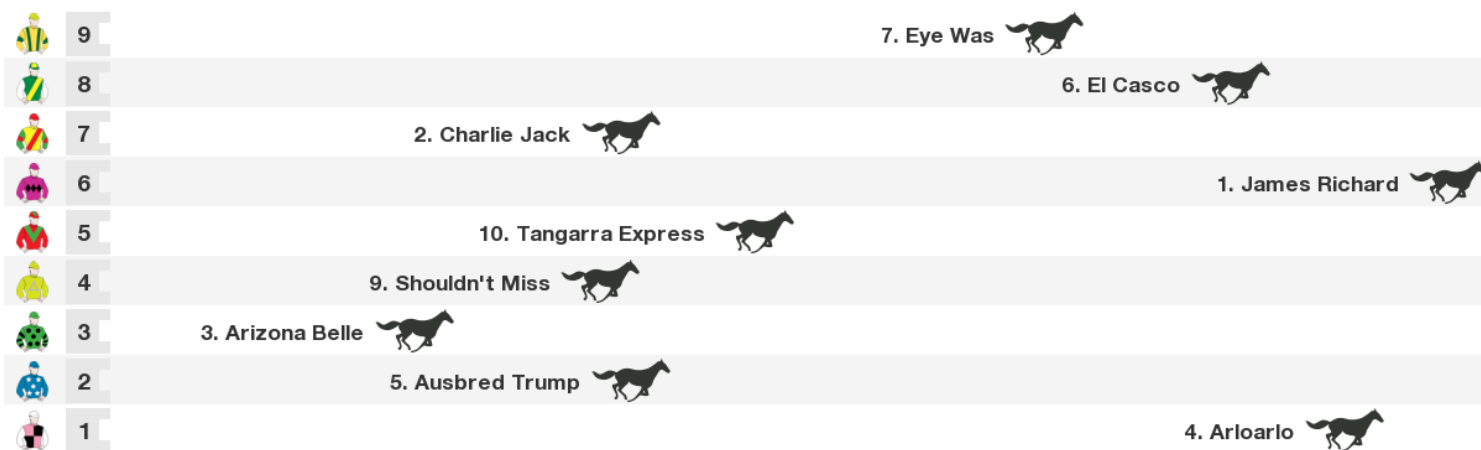 9 7. Eye Was
8 6. El Casco
7 2. Charlie Jack
6 1. James Richard
5 10. Tangarra Express
4 9. Shouldn't Miss
3 3. Arizona Belle
2 5. Ausbred Trump
1 4. Arloarlo